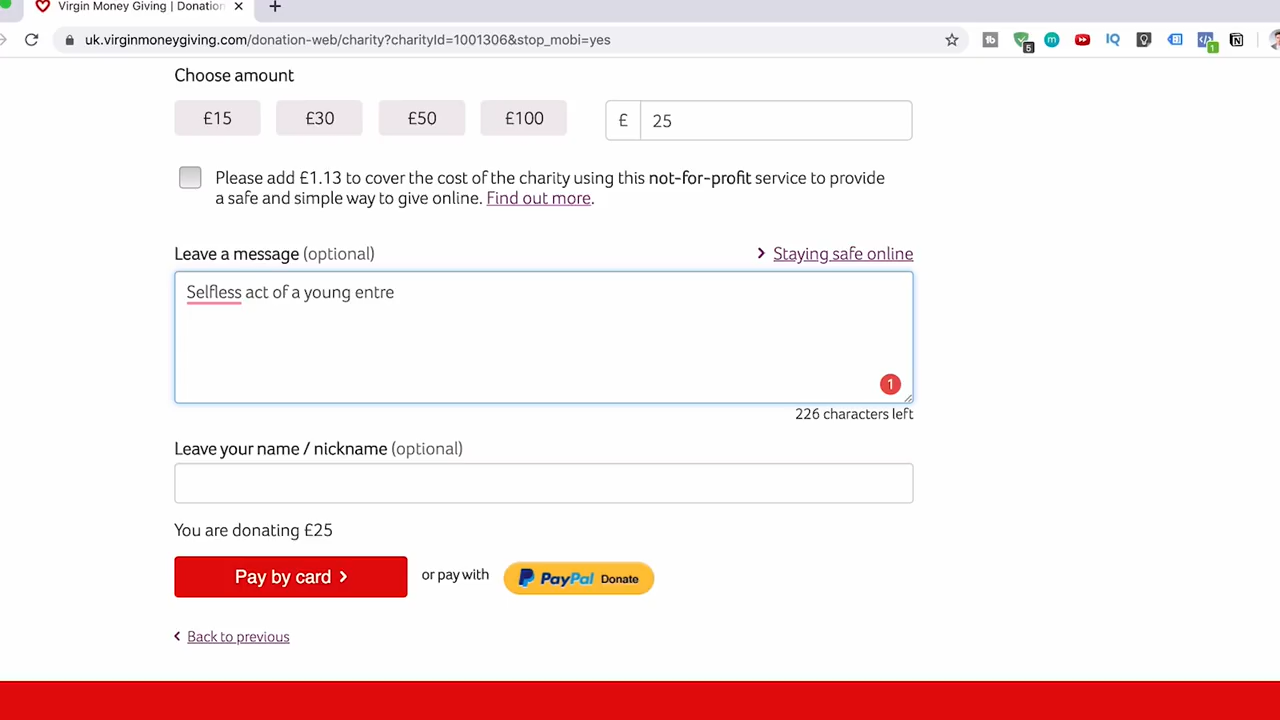 Virgin Money Giving | Donation
uk.virginmoneygiving.com/donation-web/charity?charityId=1001306&stop_mobi=yes
5
m
IQ
1
Choose amount
£15 £30 £50 £100 £ 25
Please add £1.13 to cover the cost of the charity using this not-for-profit service to provide
a safe and simple way to give online. Find out more.
Leave a message (optional) Staying safe online
Selfless act of a young entre
1
226 characters left
Leave your name / nickname (optional)
You are donating £25
Pay by card or pay with PayPal Donate
Back to previous